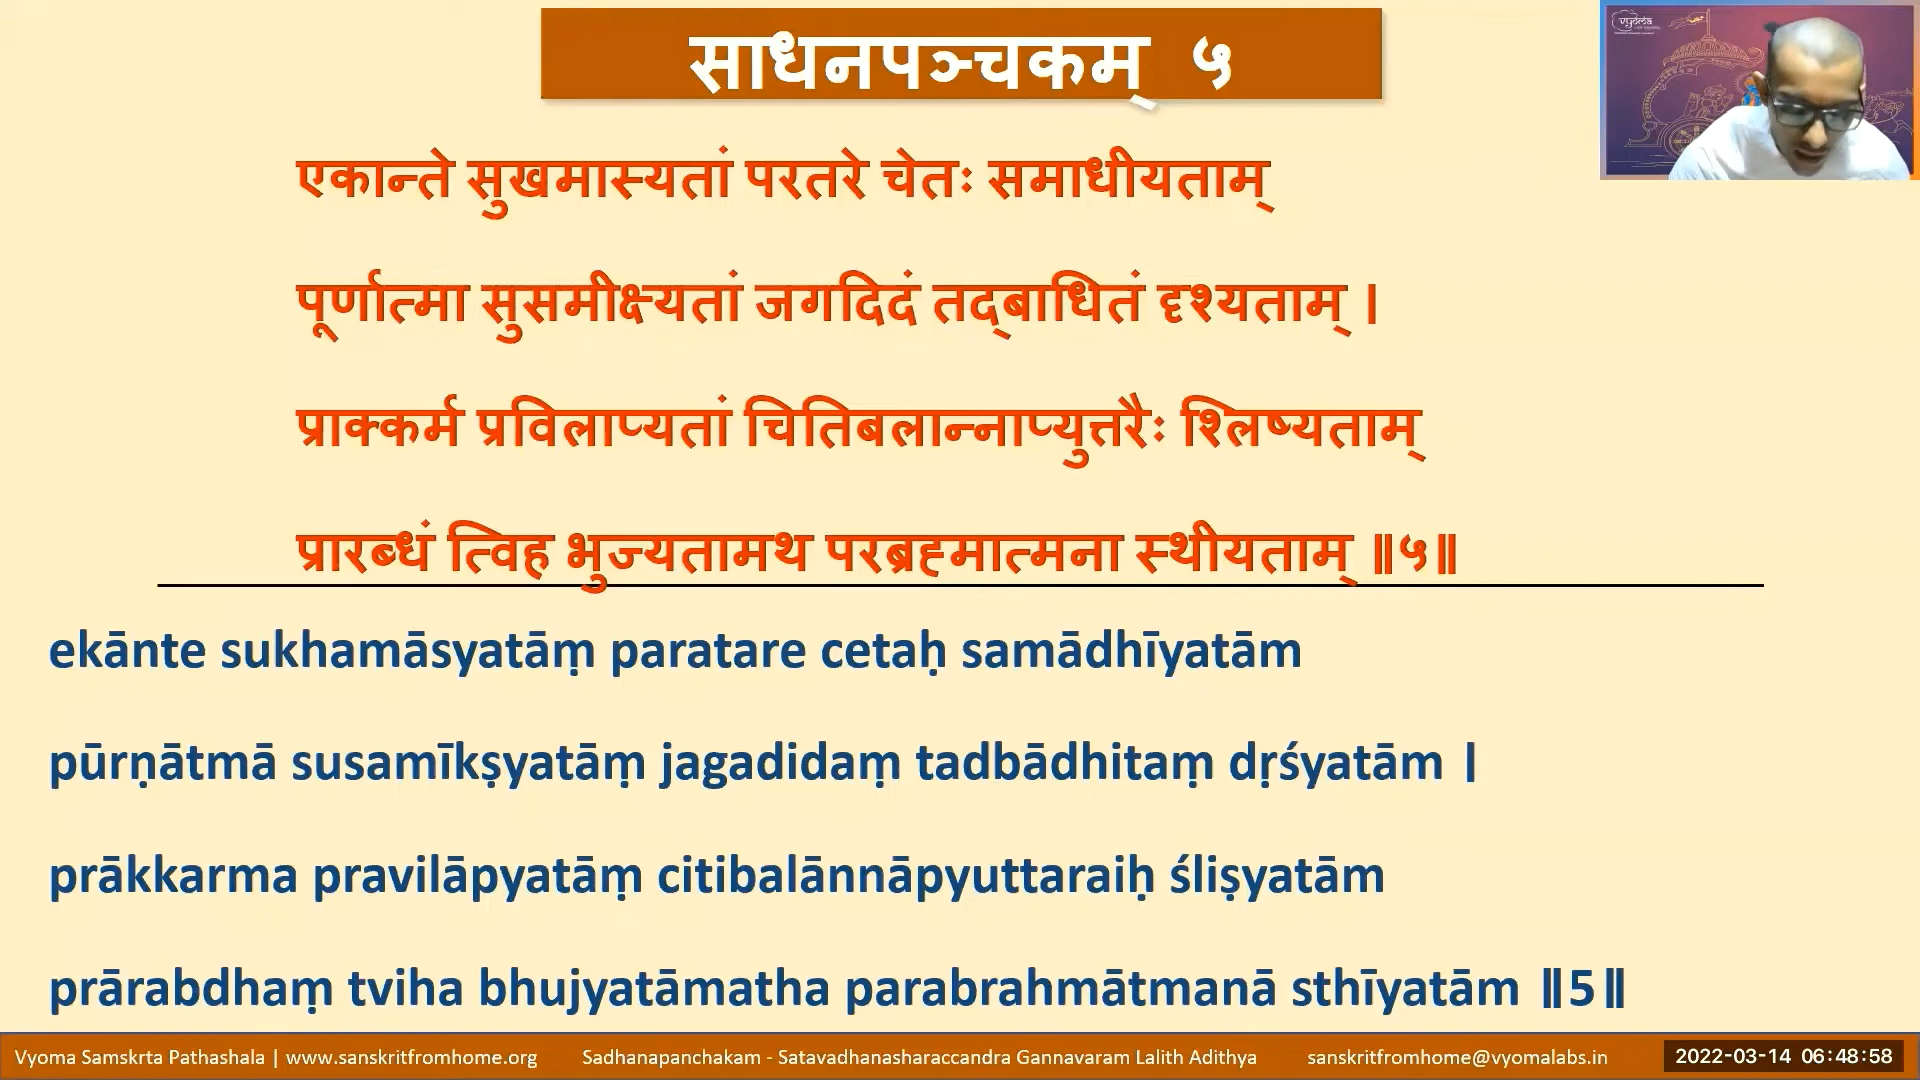 साधनपञ्चकम् ५
vyoma
एकान्ते सुखमास्यतां परतरे चेतः समाधीयताम्
पूर्णात्मा सुसमीक्ष्यतां जगदिदं तद्बाधितं दृश्यताम् ।
प्राक्कर्म प्रविलाप्यतां चितिबलान्नाप्युत्तरैः श्लिष्यताम्
प्रारब्धं त्विह भुज्यतामथ परब्रह्मात्मना स्थीयताम् ॥५॥
ekānte sukhamāsyatāṃ paratare cetaḥ samādhīyatām
pūrṇātmā susamīkṣyatāṃ jagadidaṃ tadbādhitaṃ dṛśyatām |
prākkarma pravilāpyatāṃ citibalānnāpyuttaraiḥ śliṣyatām
prārabdhaṃ tviha bhujyatāmatha parabrahmātmanā sthīyatām ॥5॥
Vyoma Samskrta Pathashala | www.sanskritfromhome.org Sadhanapanchakam - Satavadhanasharaccandra Gannavaram Lalith Adithya sanskritfromhome@vyomalabs.in 2022-03-14 06:48:58